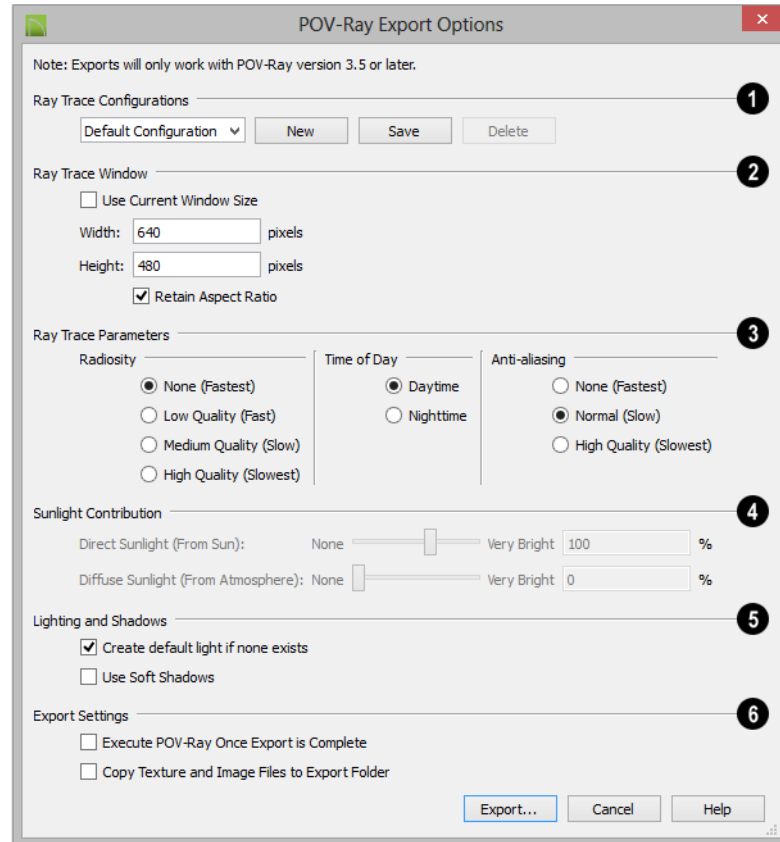 POV-Ray Export Options
Note: Exports will only work with POV-Ray version 3.5 or later.
Ray Trace Configurations 1
Default Configuration New Save Delete
Ray Trace Window 2
Use Current Window Size
Width: 640 pixels
Height: 480 pixels
Retain Aspect Ratio
Ray Trace Parameters 3
Radiosity Time of Day Anti-aliasing
None (Fastest) Daytime None (Fastest)
Low Quality (Fast) Nighttime Normal (Slow)
Medium Quality (Slow) High Quality (Slowest)
High Quality (Slowest)
Sunlight Contribution 4
Direct Sunlight (From Sun): None Very Bright 100 %
Diffuse Sunlight (From Atmosphere): None Very Bright 0 %
Lighting and Shadows 5
Create default light if none exists
Use Soft Shadows
Export Settings 6
Execute POV-Ray Once Export is Complete
Copy Texture and Image Files to Export Folder
Export... Cancel Help